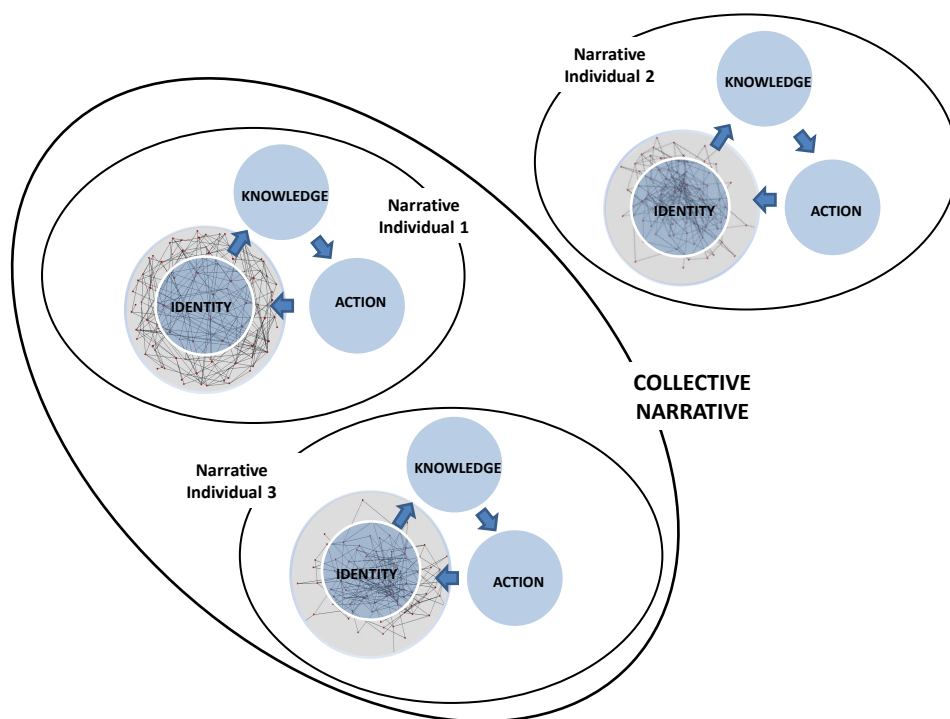 Narrative
Individual 2
KNOWLEDGE
IDENTITY
ACTION
KNOWLEDGE
Narrative
Individual 1
IDENTITY
ACTION
COLLECTIVE
NARRATIVE
Narrative
Individual 3
KNOWLEDGE
IDENTITY
ACTION